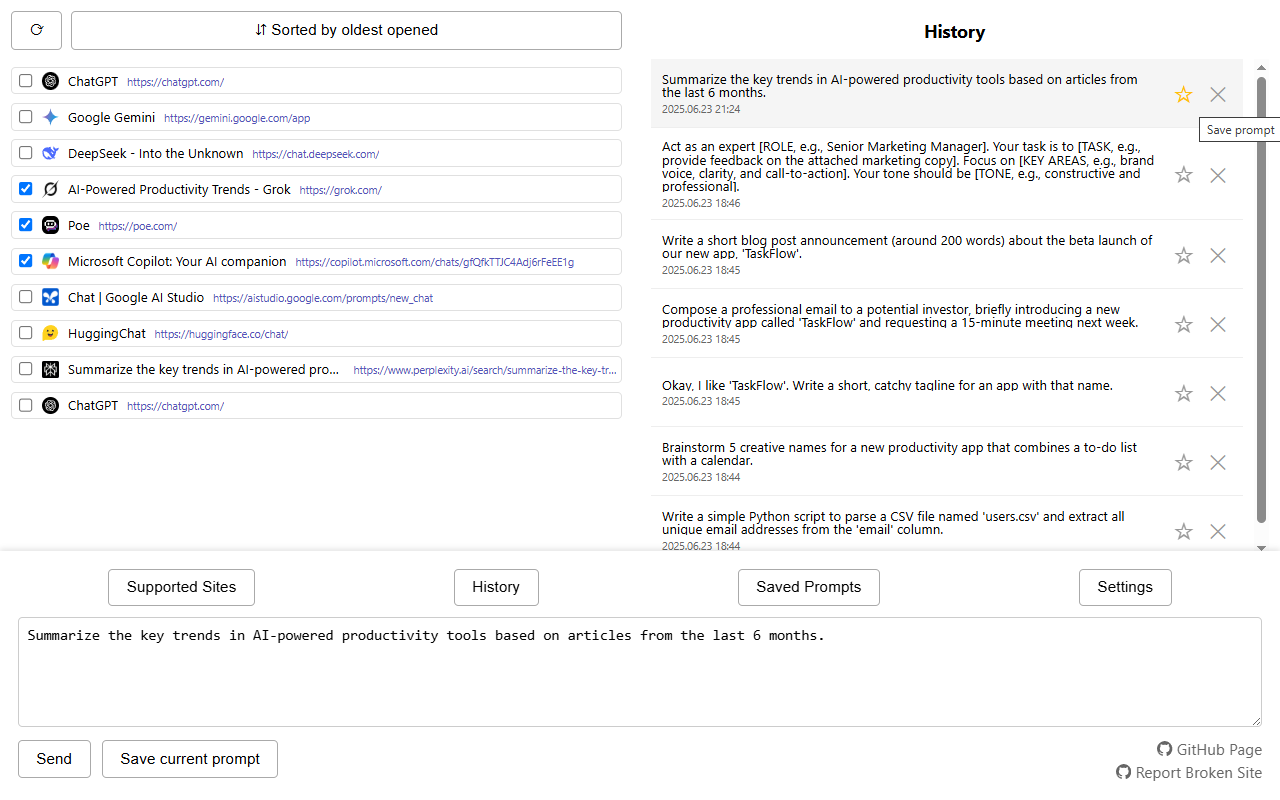 ⟳
⇵ Sorted by oldest opened
ChatGPT https://chatgpt.com/
Google Gemini https://gemini.google.com/app
DeepSeek - Into the Unknown https://chat.deepseek.com/
AI-Powered Productivity Trends - Grok https://grok.com/
Poe https://poe.com/
Microsoft Copilot: Your AI companion https://copilot.microsoft.com/chats/gfQfkTTJC4Adj6rFeEE1g
Chat | Google AI Studio https://aistudio.google.com/prompts/new_chat
HuggingChat https://huggingface.co/chat/
Summarize the key trends in AI-powered pro... https://www.perplexity.ai/search/summarize-the-key-tr...
ChatGPT https://chatgpt.com/
History
Summarize the key trends in AI-powered productivity tools based on articles from
the last 6 months.
2025.06.23 21:24
Save prompt
Act as an expert [ROLE, e.g., Senior Marketing Manager]. Your task is to [TASK, e.g.,
provide feedback on the attached marketing copy]. Focus on [KEY AREAS, e.g., brand
voice, clarity, and call-to-action]. Your tone should be [TONE, e.g., constructive and
professional].
2025.06.23 18:46
Write a short blog post announcement (around 200 words) about the beta launch of
our new app, 'TaskFlow'.
2025.06.23 18:45
Compose a professional email to a potential investor, briefly introducing a new
productivity app called 'TaskFlow' and requesting a 15-minute meeting next week.
2025.06.23 18:45
Okay, I like 'TaskFlow'. Write a short, catchy tagline for an app with that name.
2025.06.23 18:45
Brainstorm 5 creative names for a new productivity app that combines a to-do list
with a calendar.
2025.06.23 18:44
Write a simple Python script to parse a CSV file named 'users.csv' and extract all
unique email addresses from the 'email' column.
2025.06.23 18:44
Supported Sites
History
Saved Prompts
Settings
Summarize the key trends in AI-powered productivity tools based on articles from the last 6 months.
Send
Save current prompt
GitHub Page
Report Broken Site